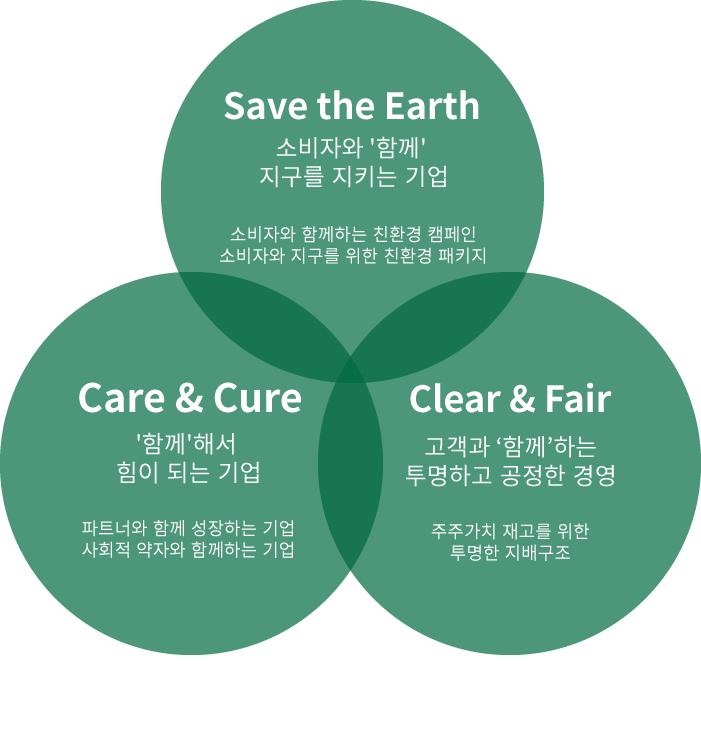 Save the Earth
소비자와 '함께'
지구를 지키는 기업
소비자와 함께하는 친환경 캠페인
소비자와 지구를 위한 친환경 패키지
Care & Cure
'함께'해서
힘이 되는 기업
파트너와 함께 성장하는 기업
사회적 약자와 함께하는 기업
Clear & Fair
고객과 ‘함께’하는
투명하고 공정한 경영
주주가치 재고를 위한
투명한 지배구조